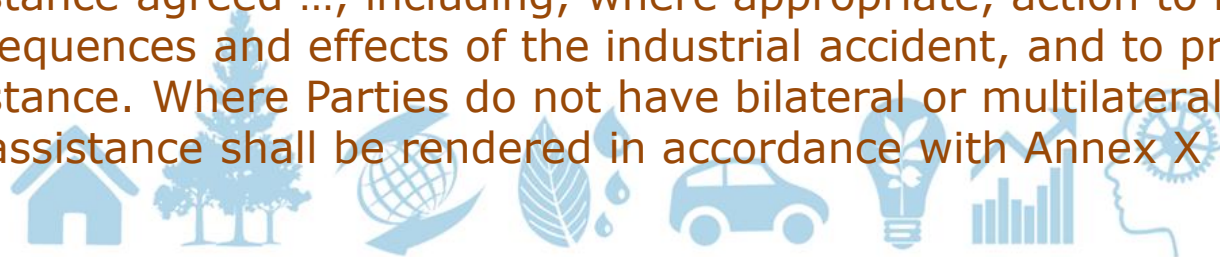 stance agreed …, including, where appropriate, action to
equences and effects of the industrial accident, and to pr
stance. Where Parties do not have bilateral or multilateral
assistance shall be rendered in accordance with Annex X